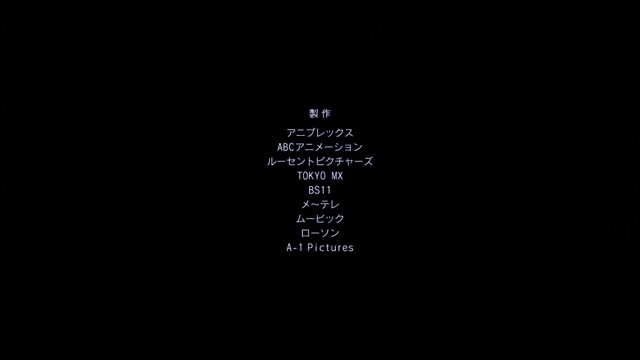 製作
アニプレックス
ABCアニメーション
ルーセントピクチャーズ
TOKYO MX
BS11
メ〜テレ
ムービック
ローソン
A-1 Pictures